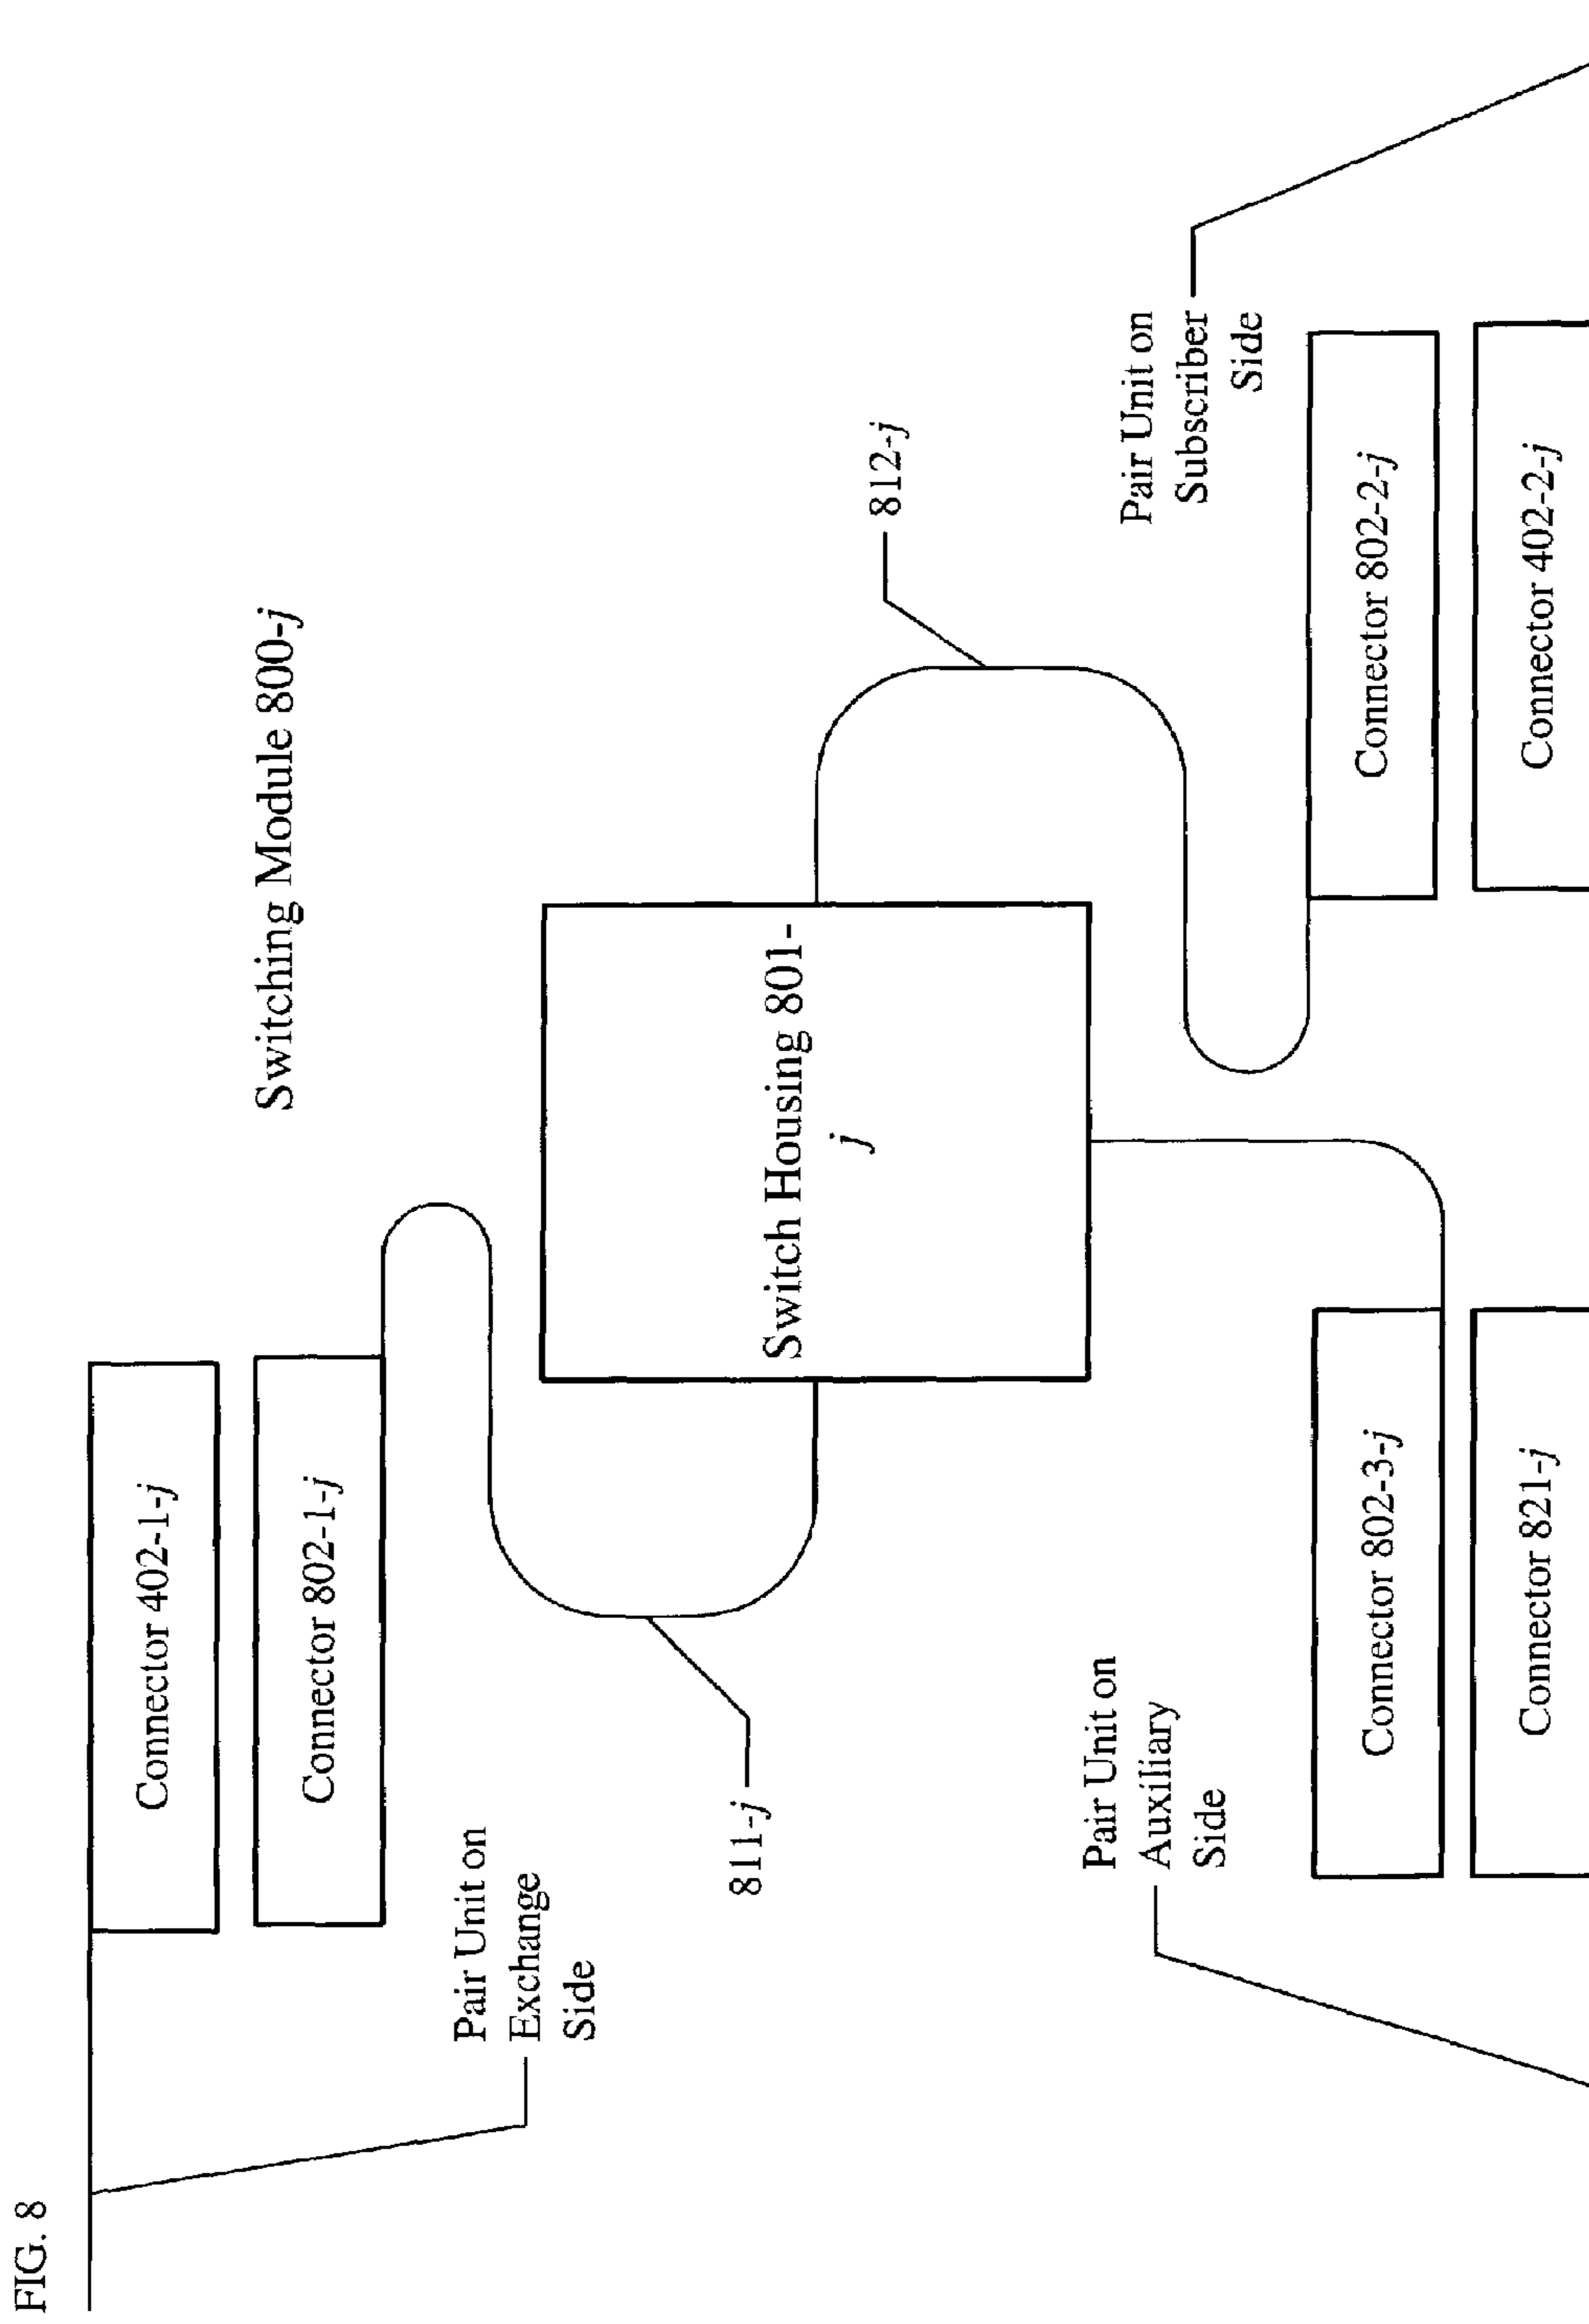 FIG. 8
Switching Module 800-j
Connector 402-1-j
Connector 802-1-j
Pair Unit on
Exchange
Side
811-j
Switch Housing 801-
j
812-j
Pair Unit on
Auxiliary
Side
Pair Unit on
Subscriber
Side
Connector 802-3-j
Connector 821-j
Connector 802-2-j
Connector 402-2-j